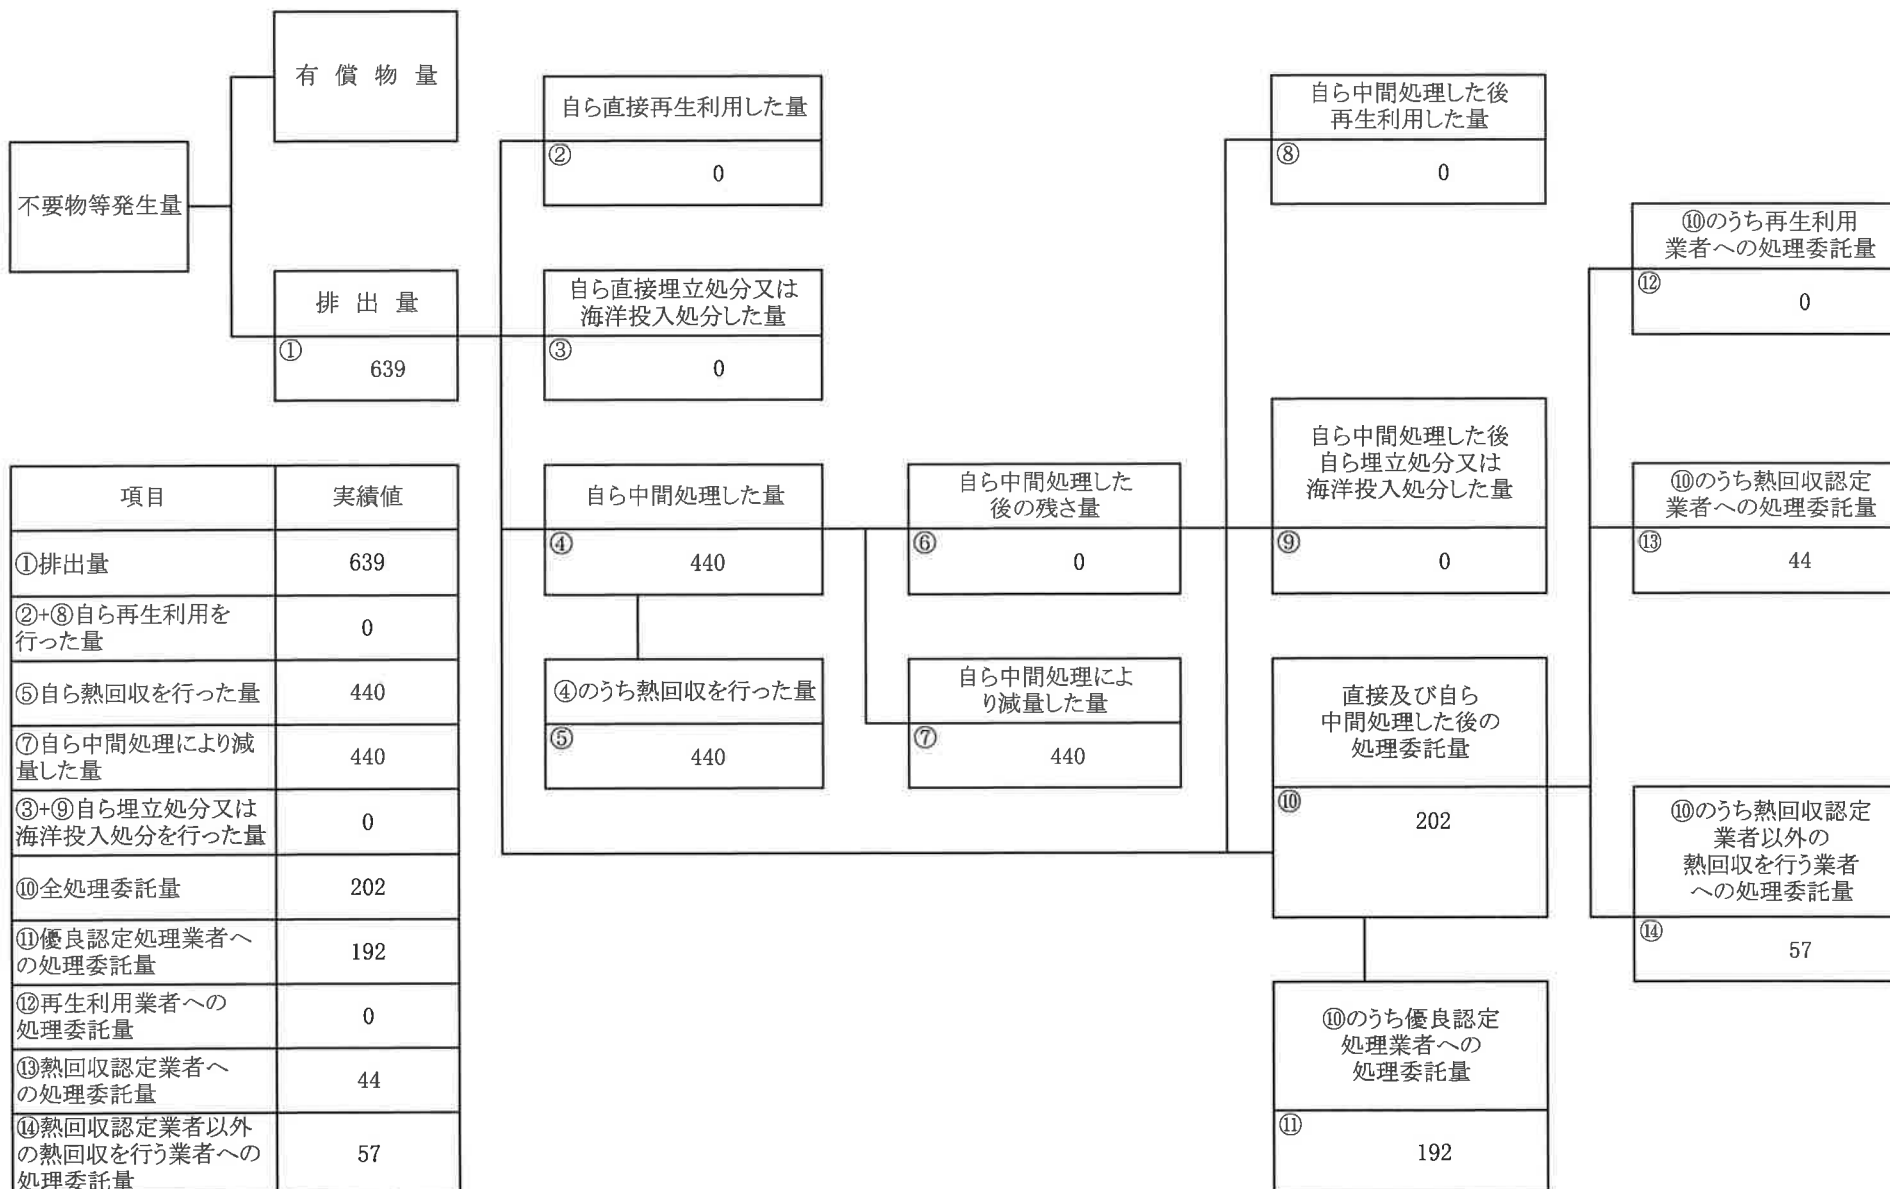 有 償 物 量
不要物等発生量
排 出 量
①
639
自ら直接再生利用した量
②
0
自ら直接埋立処分又は
海洋投入処分した量
③
0
自ら中間処理した量
④
440
④のうち熱回収を行った量
⑤
440
自ら中間処理した
後の残さ量
⑥
0
自ら中間処理によ
り減量した量
⑦
440
自ら中間処理した後
再生利用した量
⑧
0
自ら中間処理した後
自ら埋立処分又は
海洋投入処分した量
⑨
0
直接及び自ら
中間処理した後の
処理委託量
⑩
202
⑩のうち優良認定
処理業者への
処理委託量
⑪
192
⑩のうち再生利用
業者への処理委託量
⑫
0
⑩のうち熱回収認定
業者への処理委託量
⑬
44
⑩のうち熱回収認定
業者以外の
熱回収を行う業者
への処理委託量
⑭
57
項目 実績値
①排出量 639
②+⑧自ら再生利用を
行った量
0
⑤自ら熱回収を行った量 440
⑦自ら中間処理により減
量した量
440
③+⑨自ら埋立処分又は
海洋投入処分を行った量
0
⑩全処理委託量 202
⑪優良認定処理業者へ
の処理委託量
192
⑫再生利用業者への
処理委託量
0
⑬熱回収認定業者へ
の処理委託量
44
⑭熱回収認定業者以外
の熱回収を行う業者への
処理委託量
57